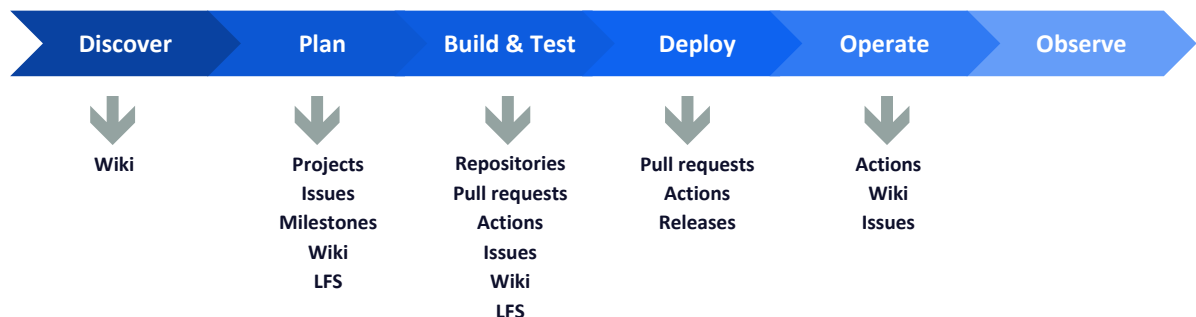 Discover
Plan
Build & Test
Deploy
Operate
Observe
Wiki
Projects
Issues
Milestones
Wiki
LFS
Repositories
Pull requests
Actions
Issues
Wiki
LFS
Pull requests
Actions
Releases
Actions
Wiki
Issues